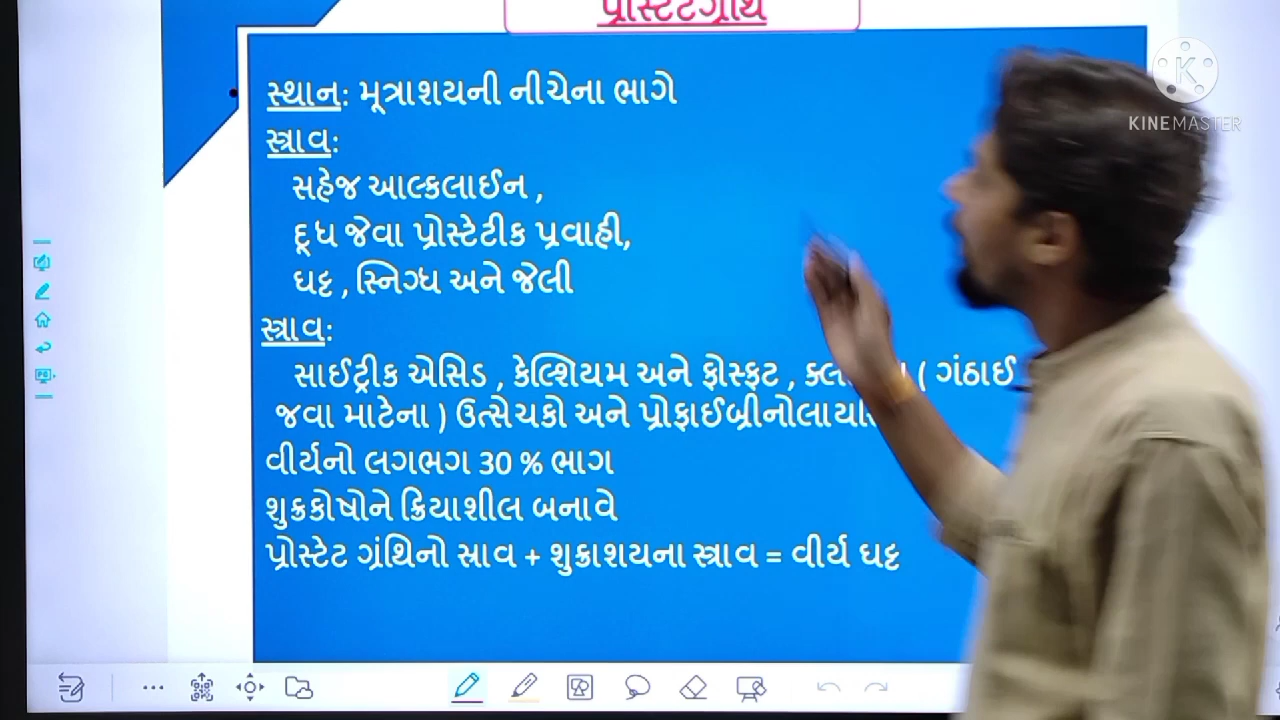 પ્રોસ્ટેટગ્રંથિ
સ્થાન: મૂત્રાશયની નીચેના ભાગે
સ્ત્રાવ:
સહેજ આલ્કલાઈન ,
દૂધ જેવા પ્રોસ્ટેટીક પ્રવાહી,
ઘટ્ટ , સ્નિગ્ધ અને જેલી
સ્ત્રાવ:
સાઈટ્રીક એસિડ , કેલ્શિયમ અને ફોસ્ફટ , ( ગંઠાઈ
જવા માટેના ) ઉત્સેચકો અને
વીર્યનો લગભગ 30 % ભાગ
શુક્રકોષોને ક્રિયાશીલ બનાવે
પ્રોસ્ટેટ ગ્રંથિનો સ્રાવ + શુક્રાશયના સ્ત્રાવ = વીર્ય ઘટ્ટ
KINEMASTER